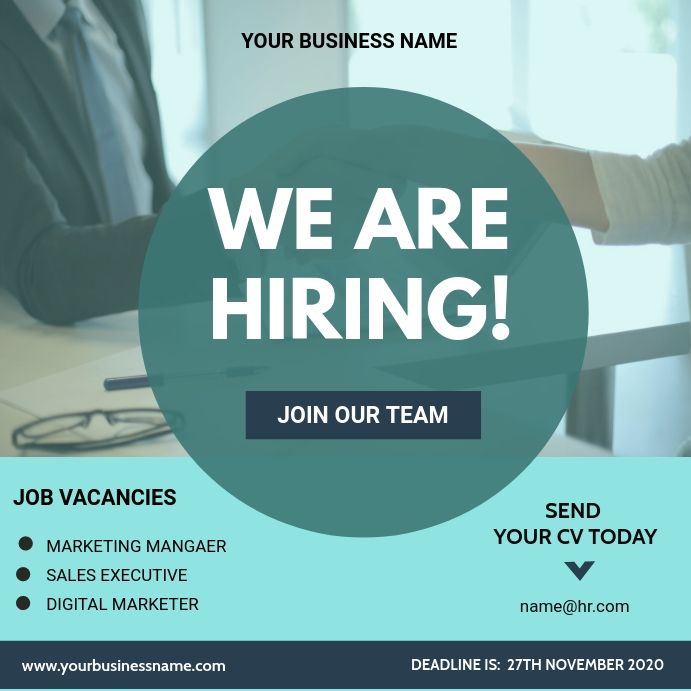 YOUR BUSINESS NAME
WE ARE
HIRING!
JOIN OUR TEAM
JOB VACANCIES
MARKETING MANGAER
SALES EXECUTIVE
DIGITAL MARKETER
SEND
YOUR CV TODAY
name@hr.com
www.yourbusinessname.com
DEADLINE IS: 27TH NOVEMBER 2020